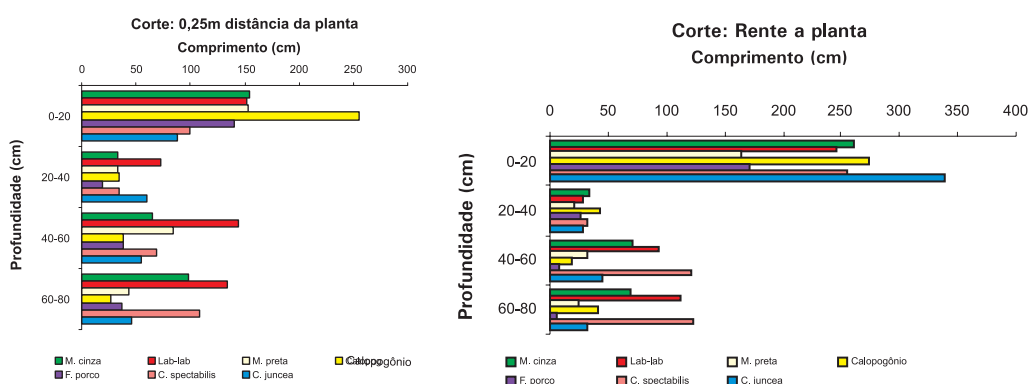 Corte: 0,25m distância da planta
Comprimento (cm)
0 50 100 150 200 250 300
Profundidade (cm)
0-20
20-40
40-60
60-80
M. cinza Lab-lab M. preta Calopogônio
F. porco C. spectabilis C. juncea
Corte: Rente a planta
Comprimento (cm)
0 50 100 150 200 250 300 350 400
Profundidade (cm)
0-20
20-40
40-60
60-80
M. cinza Lab-lab M. preta Calopogônio
F. porco C. spectabilis C. juncea